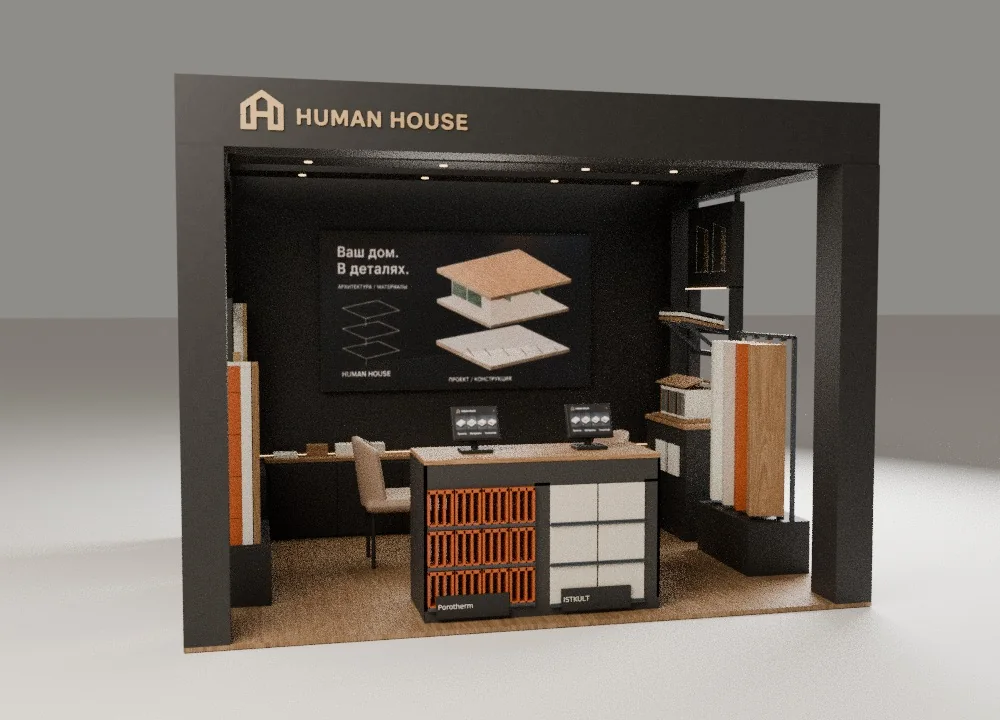 HUMAN HOUSE
Ваш дом.
В деталях.
АРХИТЕКТУРА / МАТЕРИАЛЫ
HUMAN HOUSE
ПРОЕКТ / КОНСТРУКЦИЯ
Porotherm
ISTKULT